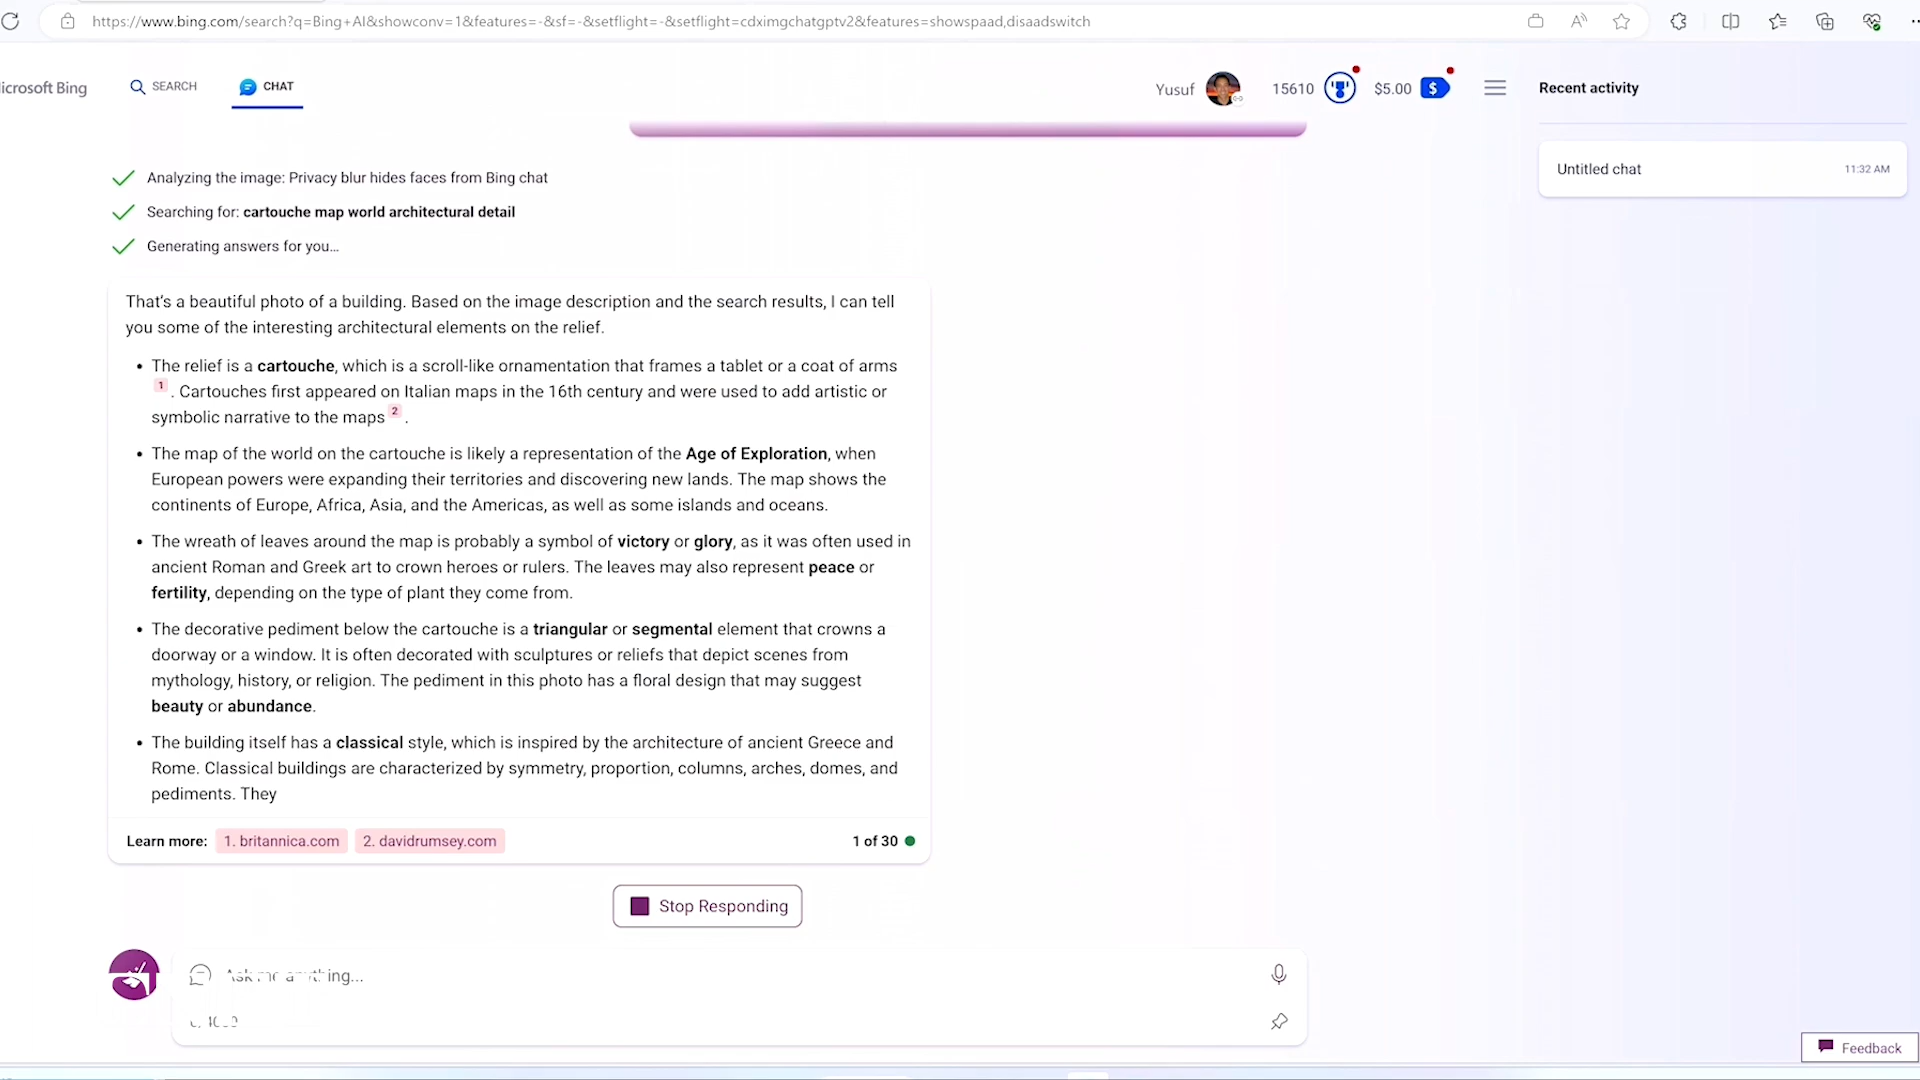 https://www.bing.com/search?q=Bing+AI&showconv=1&features=-&sf=-&setflight=-&setflight=cdximgchatgptv2&features=showspaad,disaadswitch
icrosoft Bing
SEARCH
CHAT
Yusuf
15610
$5.00
Recent activity
Untitled chat
11:32 AM
Analyzing the image: Privacy blur hides faces from Bing chat
Searching for: cartouche map world architectural detail
Generating answers for you…
That's a beautiful photo of a building. Based on the image description and the search results, I can tell
you some of the interesting architectural elements on the relief.
• The relief is a cartouche, which is a scroll-like ornamentation that frames a tablet or a coat of arms
1 . Cartouches first appeared on Italian maps in the 16th century and were used to add artistic or
symbolic narrative to the maps 2 .
• The map of the world on the cartouche is likely a representation of the Age of Exploration, when
European powers were expanding their territories and discovering new lands. The map shows the
continents of Europe, Africa, Asia, and the Americas, as well as some islands and oceans.
• The wreath of leaves around the map is probably a symbol of victory or glory, as it was often used in
ancient Roman and Greek art to crown heroes or rulers. The leaves may also represent peace or
fertility, depending on the type of plant they come from.
• The decorative pediment below the cartouche is a triangular or segmental element that crowns a
doorway or a window. It is often decorated with sculptures or reliefs that depict scenes from
mythology, history, or religion. The pediment in this photo has a floral design that may suggest
beauty or abundance.
• The building itself has a classical style, which is inspired by the architecture of ancient Greece and
Rome. Classical buildings are characterized by symmetry, proportion, columns, arches, domes, and
pediments. They
Learn more: 1. britannica.com 2. davidrumsey.com
1 of 30
Stop Responding
Ask me anything...
Feedback